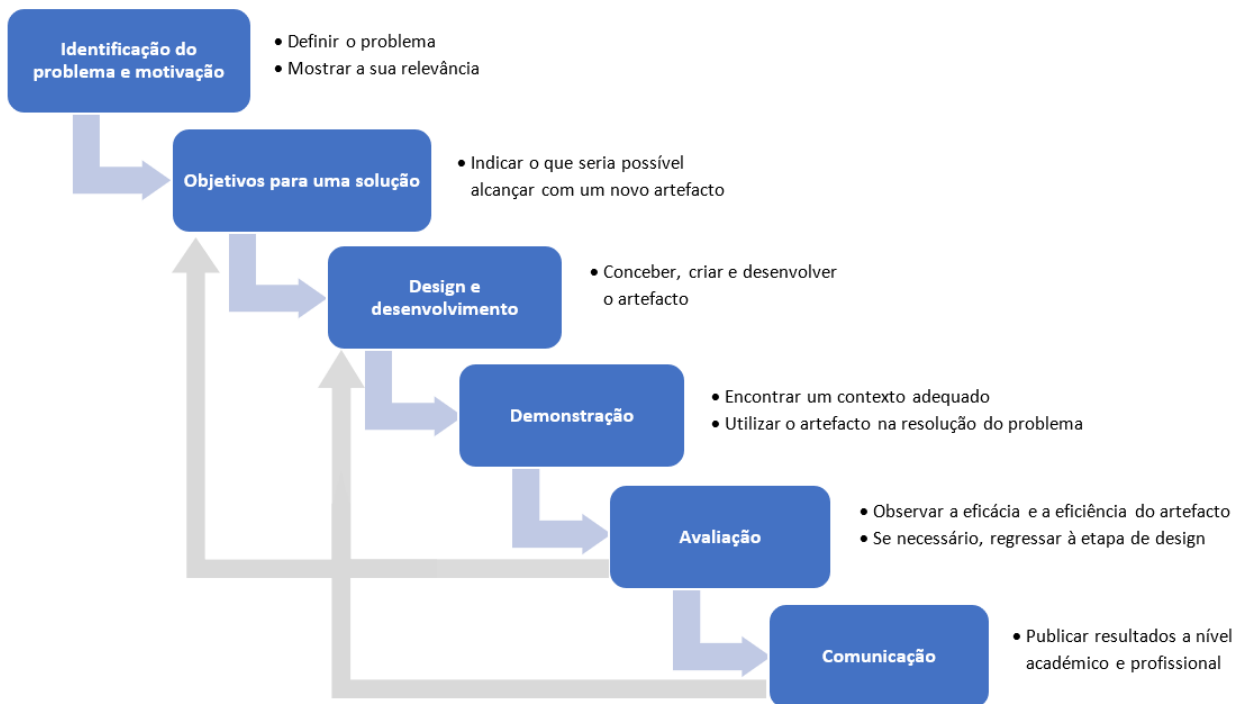 Identificação do
problema e motivação
• Definir o problema
• Mostrar a sua relevância
Objetivos para uma solução
• Indicar o que seria possível
alcançar com um novo artefacto
Design e
desenvolvimento
• Conceber, criar e desenvolver
o artefacto
Demonstração
• Encontrar um contexto adequado
• Utilizar o artefacto na resolução do problema
Avaliação
• Observar a eficácia e a eficiência do artefacto
• Se necessário, regressar à etapa de design
Comunicação
• Publicar resultados a nível
académico e profissional